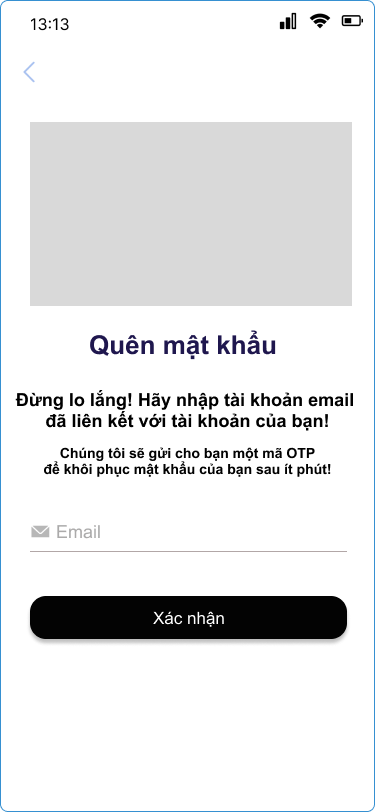 13:13
Quên mật khẩu
Đừng lo lắng! Hãy nhập tài khoản email
đã liên kết với tài khoản của bạn!
Chúng tôi sẽ gửi cho bạn một mã OTP
để khôi phục mật khẩu của bạn sau ít phút!
Email
Xác nhận